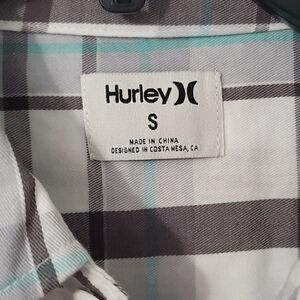 Hurley
S
MADE IN CHINA
DESIGNED IN COSTA MESA, CA